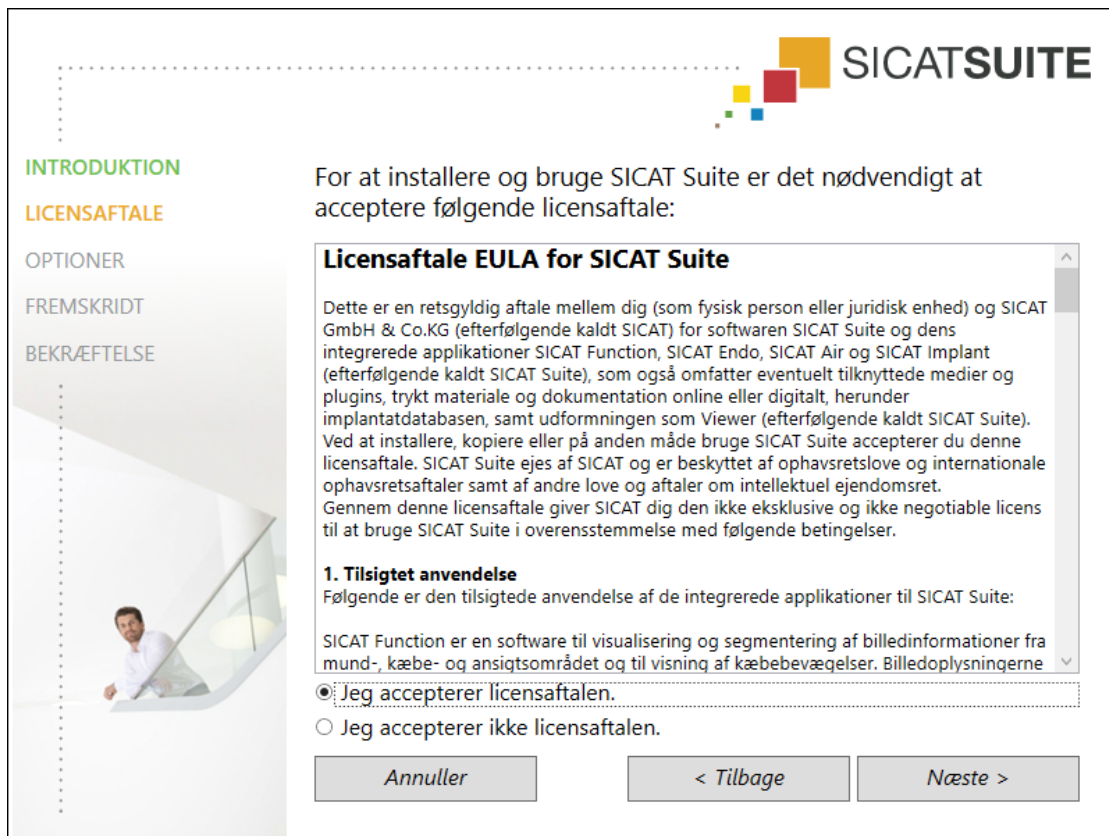 SICATSUITE
INTRODUKTION
LICENSAFTALE
OPTIONER
FREMSKRIDT
BEKRÆFTELSE
For at installere og bruge SICAT Suite er det nødvendigt at
acceptere følgende licensaftale:
Licensaftale EULA for SICAT Suite
Dette er en retsgyldig aftale mellem dig (som fysisk person eller juridisk enhed) og SICAT
GmbH & Co.KG (efterfølgende kaldt SICAT) for softwaren SICAT Suite og dens
integrerede applikationer SICAT Function, SICAT Endo, SICAT Air og SICAT Implant
(efterfølgende kaldt SICAT Suite), som også omfatter eventuelt tilknyttede medier og
plugins, trykt materiale og dokumentation online eller digitalt, herunder
implantatdatabasen, samt udformningen som Viewer (efterfølgende kaldt SICAT Suite).
Ved at installere, kopiere eller på anden måde bruge SICAT Suite accepterer du denne
licensaftale. SICAT Suite ejes af SICAT og er beskyttet af ophavsretslove og internationale
ophavsretsaftaler samt af andre love og aftaler om intellektuel ejendomsret.
Gennem denne licensaftale giver SICAT dig den ikke eksklusive og ikke negotiable licens
til at bruge SICAT Suite i overensstemmelse med følgende betingelser.
1. Tilsigtet anvendelse
Følgende er den tilsigtede anvendelse af de integrerede applikationer til SICAT Suite:
SICAT Function er en software til visualisering og segmentering af billedinformationer fra
mund-, kæbe- og ansigtsområdet og til visning af kæbebevægelser. Billedoplysningerne
Jeg accepterer licensaftalen.
Jeg accepterer ikke licensaftalen.
Annuller
< Tilbage
Næste >